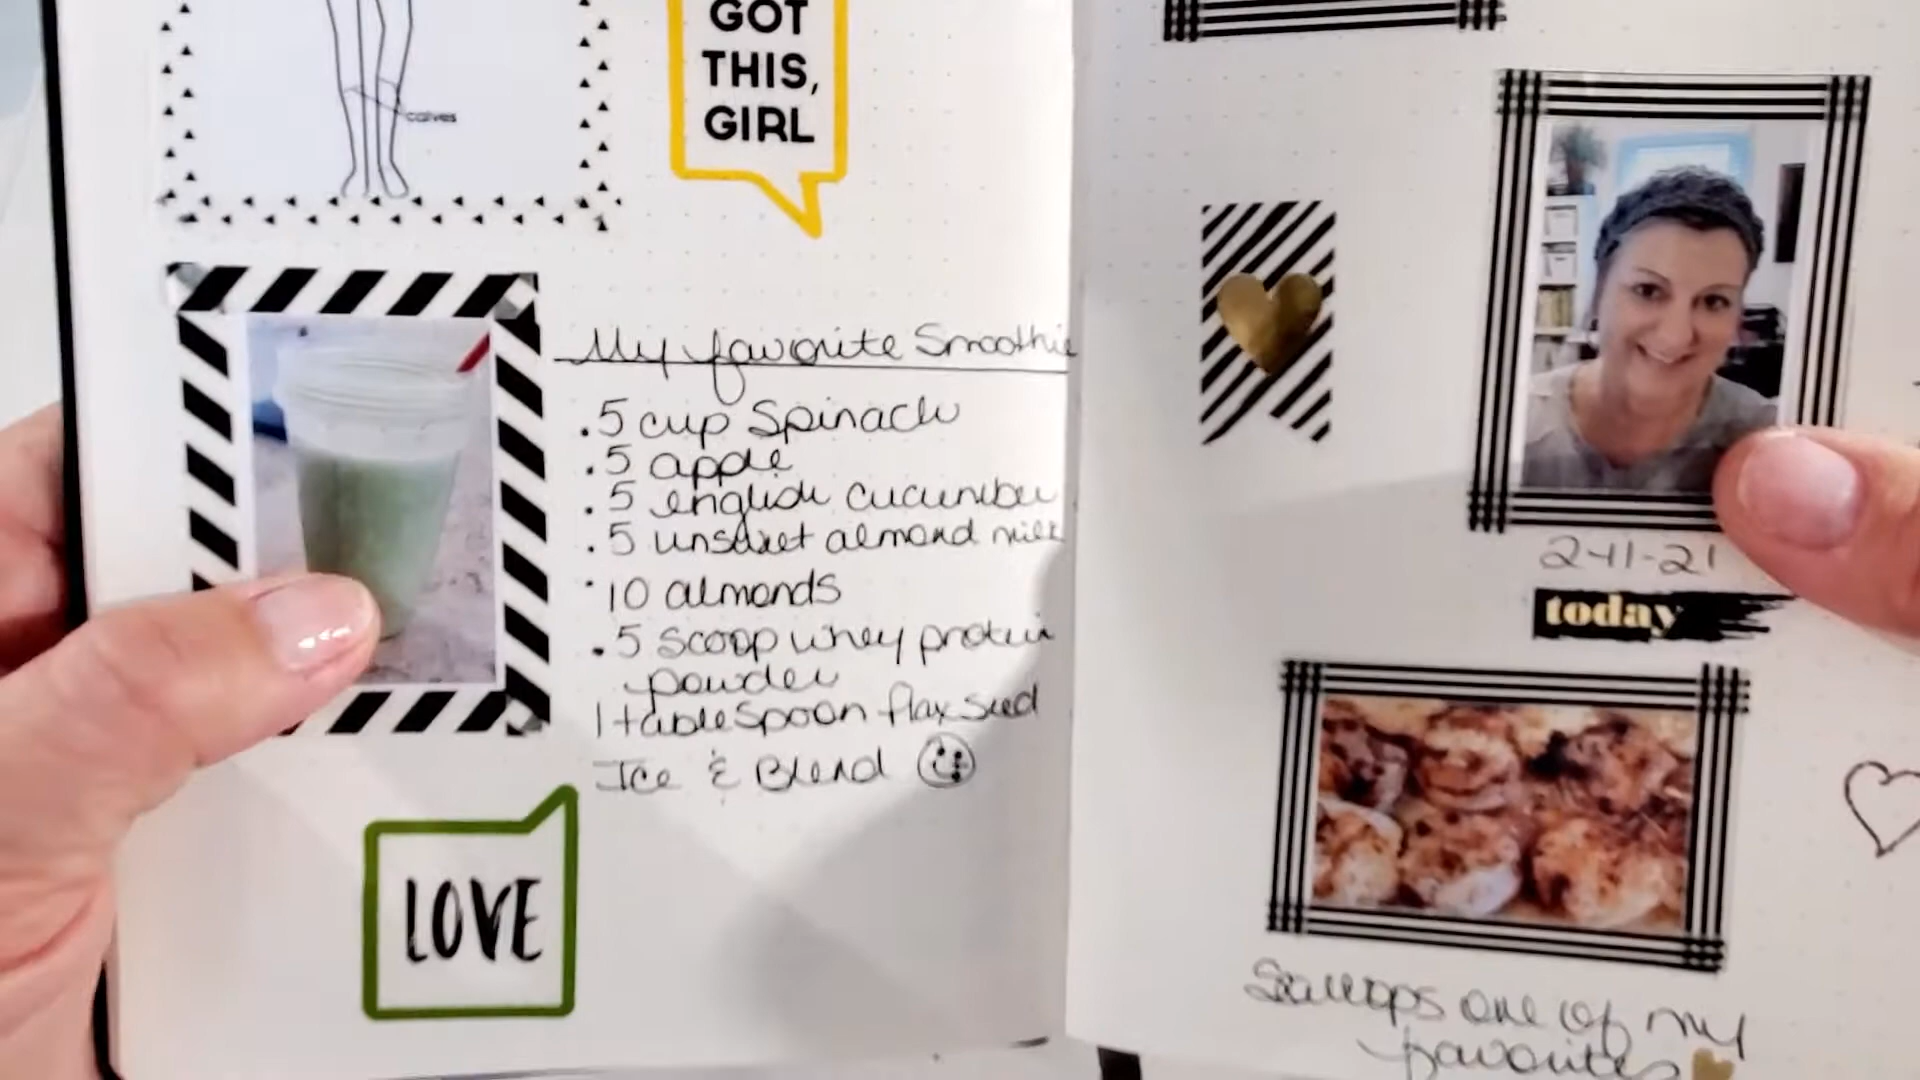 GOT
THIS,
GIRL
calves
My favorite Smoothie
.5 cup Spinach
.5 apple
.5 english cucumber
.5 unsweet almond milk
10 almonds
.5 scoop whey protein
powder
1 tablespoon flax seed
Ice & Blend
LOVE
2-11-21
today
Scallops one of my
favorites